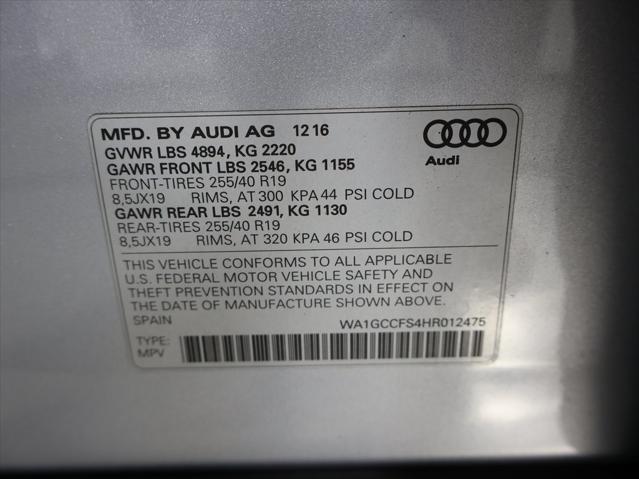 MFD. BY AUDI AG 12 16
GVWR LBS 4894, KG 2220
GAWR FRONT LBS 2546, KG 1155
FRONT-TIRES 255/40 R19
8,5JX19 RIMS, AT 300 KPA 44 PSI COLD
GAWR REAR LBS 2491, KG 1130
REAR-TIRES 255/40 R19
8,5JX19 RIMS, AT 320 KPA 46 PSI COLD
Audi
THIS VEHICLE CONFORMS TO ALL APPLICABLE
U.S. FEDERAL MOTOR VEHICLE SAFETY AND
THEFT PREVENTION STANDARDS IN EFFECT ON
THE DATE OF MANUFACTURE SHOWN ABOVE.
SPAIN WA1GCCFS4HR012475
TYPE:
MPV